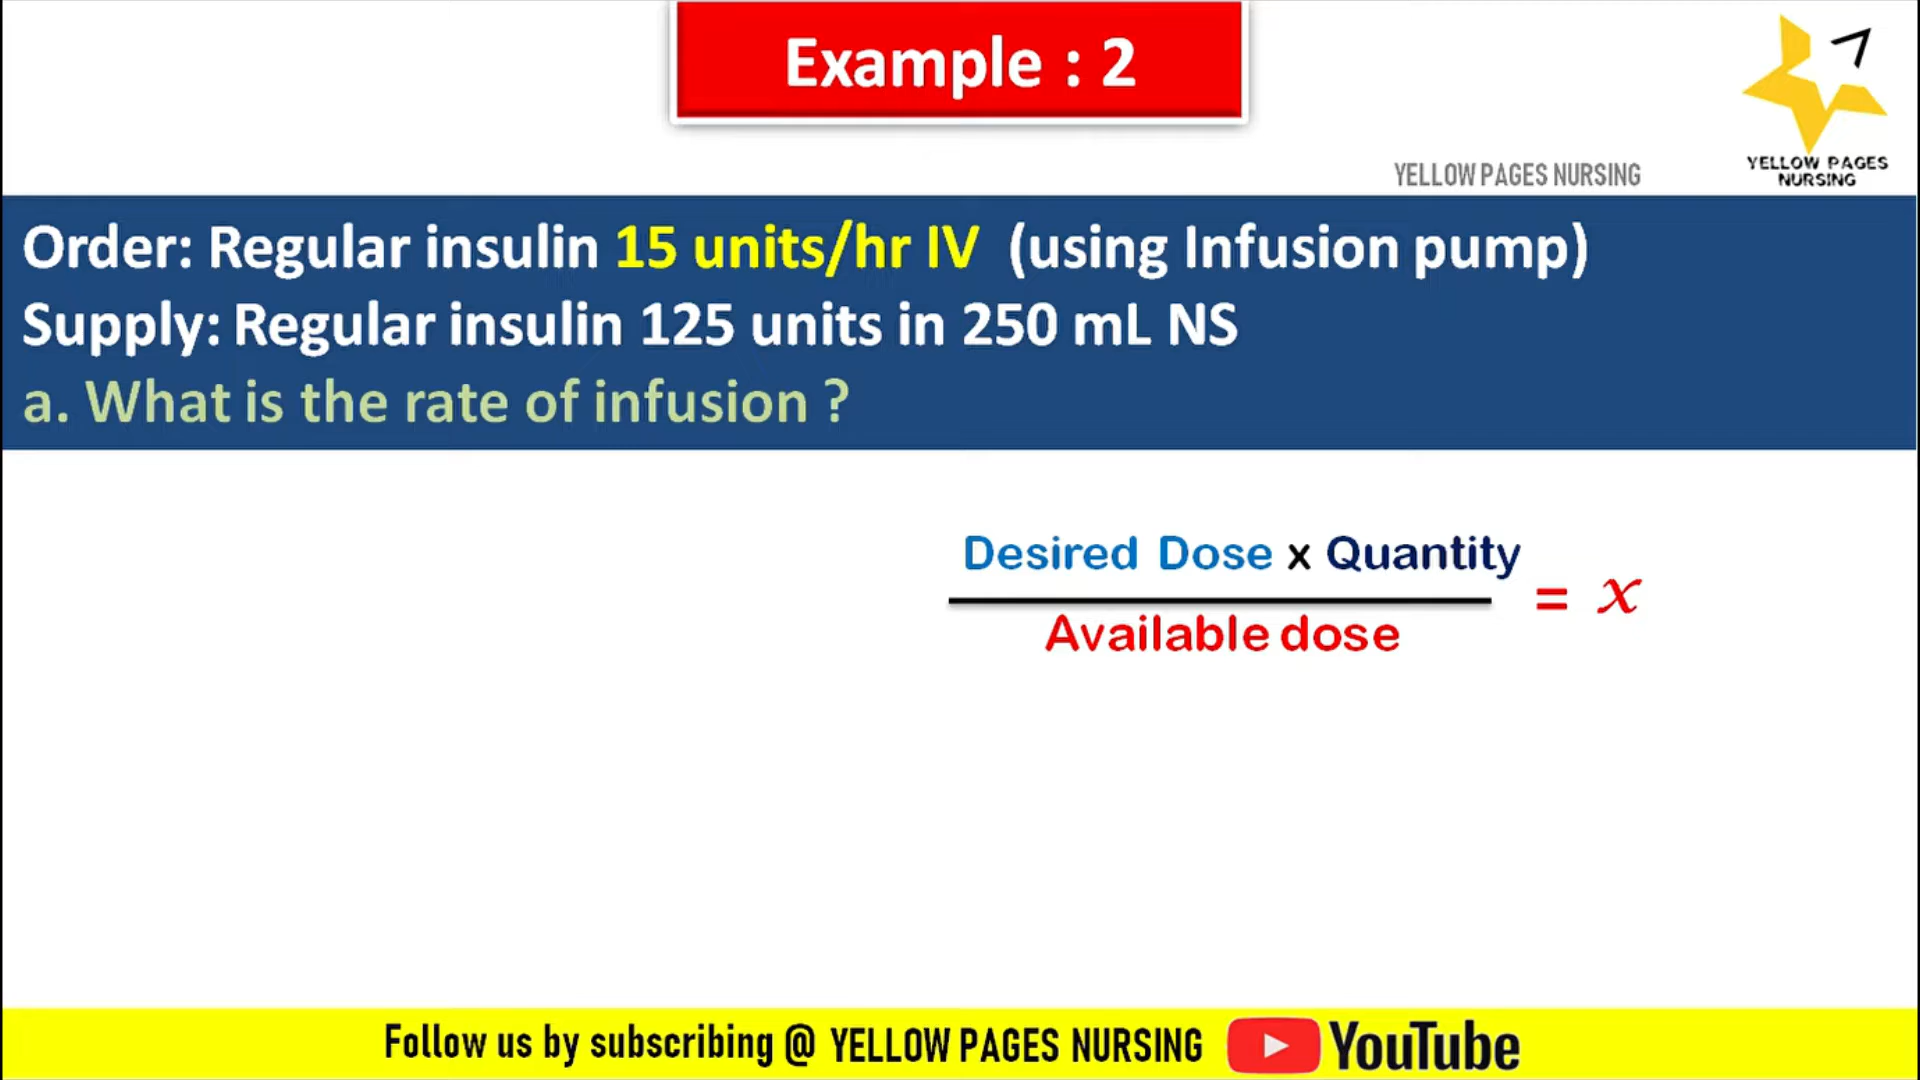 Example : 2
YELLOW PAGES NURSING
YELLOW PAGES
NURSING
Order: Regular insulin 15 units/hr IV (using Infusion pump)
Supply: Regular insulin 125 units in 250 mL NS
a. What is the rate of infusion ?
Desired Dose x Quantity
= x
Available dose
Follow us by subscribing @ YELLOW PAGES NURSING YouTube